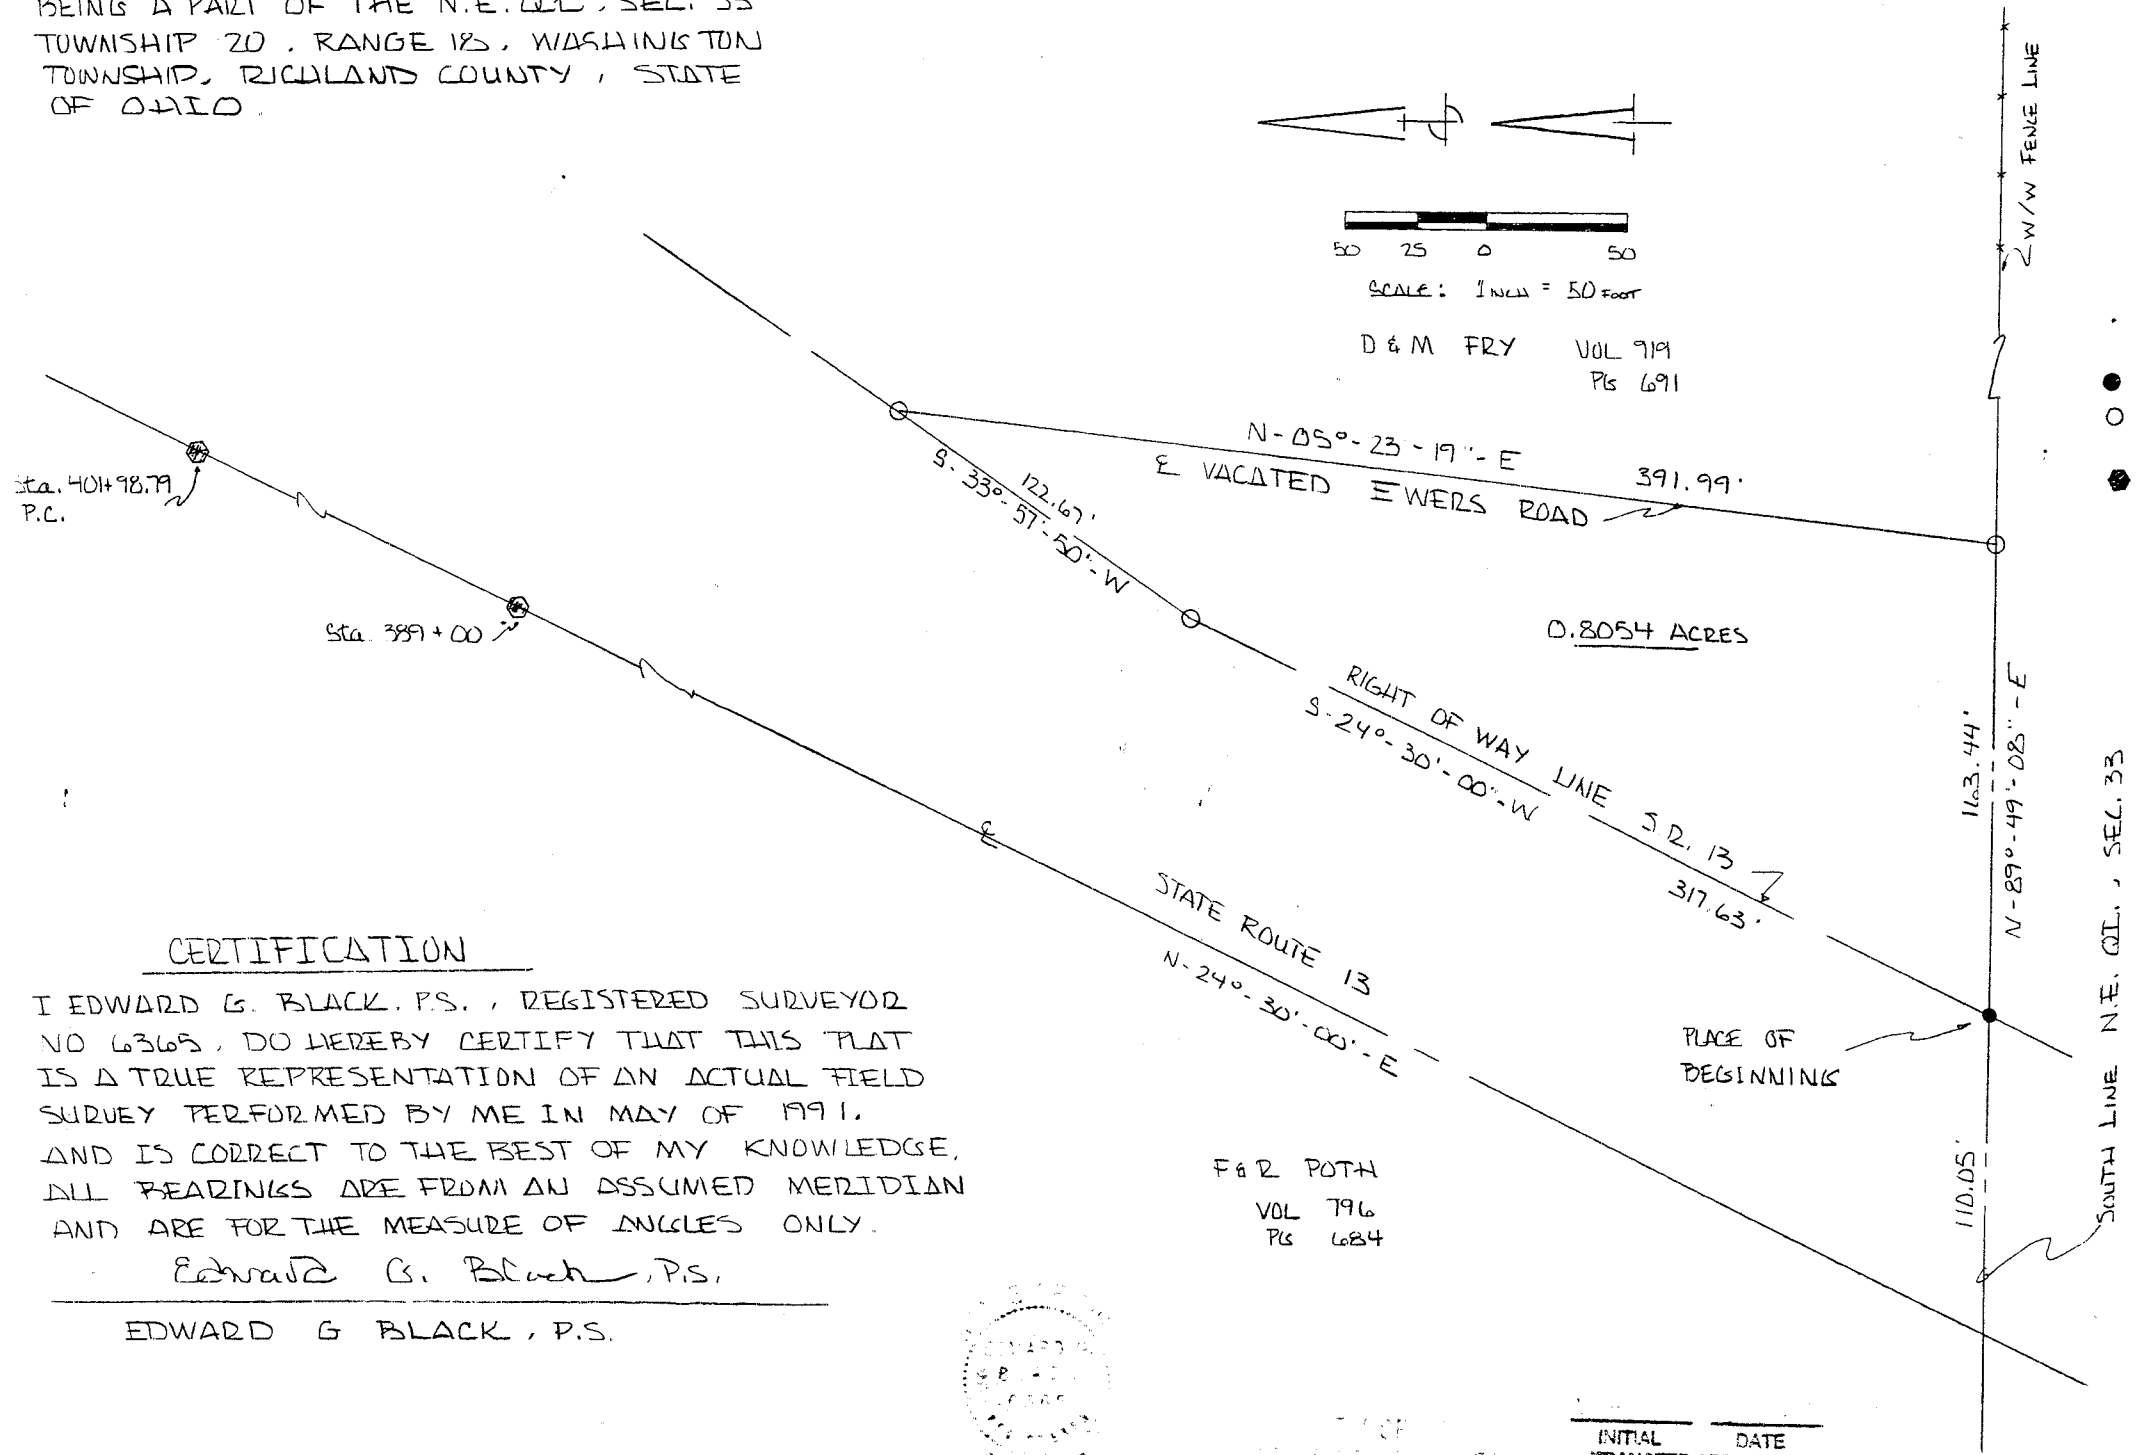 BEING A PART OF THE N.E. QR., SEC. 33
TOWNSHIP 20, RANGE 18, WASHINGTON
TOWNSHIP, RICHLAND COUNTY, STATE
OF OHIO.
W/W FENCE LINE
50 25 0 50
SCALE: 1 INCH = 50 FOOT
D & M FRY VOL 919
PG 691
N-05°-23'-19"-E
391.99'
℄ VACATED EWERS ROAD
122.67'
S-33°-57'-50"-W
Sta. 401+98.79
P.C.
Sta. 389+00
0.8054 ACRES
RIGHT OF WAY LINE S.R. 13
S-24°-30'-00"-W
317.63'
163.44'
N-89°-49'-08"-E
℄
STATE ROUTE 13
N-24°-30'-00"-E
PLACE OF
BEGINNING
110.05'
SOUTH LINE N.E. QT., SEC. 33
F & R POTH
VOL 796
PG 684
CERTIFICATION
I EDWARD G. BLACK, P.S., REGISTERED SURVEYOR
NO 6365, DO HEREBY CERTIFY THAT THIS PLAT
IS A TRUE REPRESENTATION OF AN ACTUAL FIELD
SURVEY PERFORMED BY ME IN MAY OF 1991.
AND IS CORRECT TO THE BEST OF MY KNOWLEDGE.
ALL BEARINGS ARE FROM AN ASSUMED MERIDIAN
AND ARE FOR THE MEASURE OF ANGLES ONLY.
Edward G. Black, P.S.
EDWARD G BLACK, P.S.
INITIAL DATE